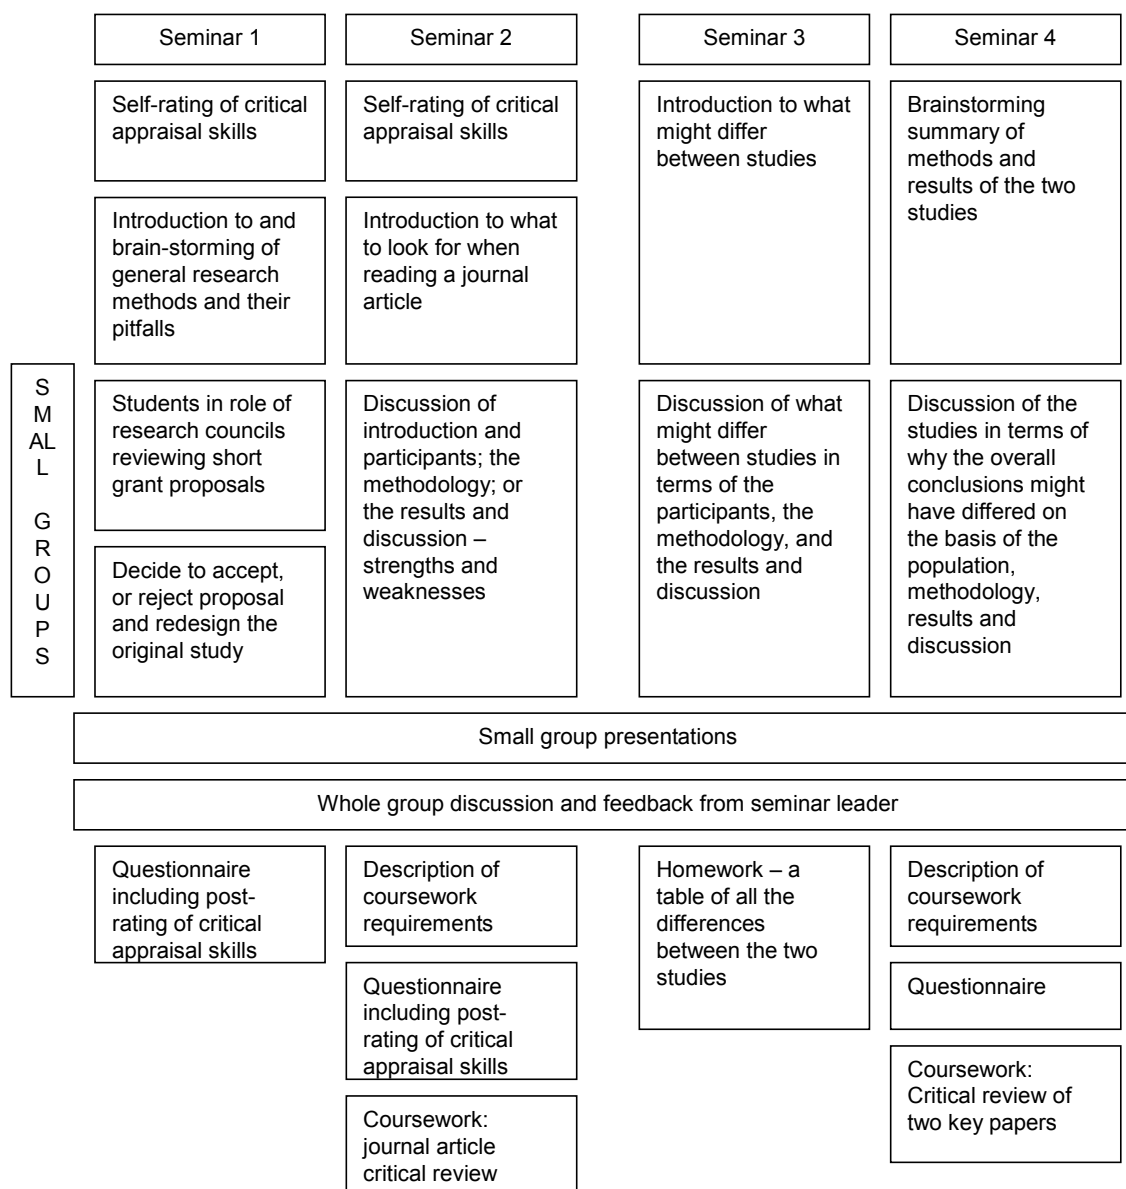 Seminar 1
Seminar 2
Seminar 3
Seminar 4
Self-rating of critical
appraisal skills
Self-rating of critical
appraisal skills
Introduction to what
might differ
between studies
Brainstorming
summary of
methods and
results of the two
studies
Introduction to and
brain-storming of
general research
methods and their
pitfalls
Introduction to what
to look for when
reading a journal
article
S
M
AL
L
G
R
O
U
P
S
Students in role of
research councils
reviewing short
grant proposals
Decide to accept,
or reject proposal
and redesign the
original study
Discussion of
introduction and
participants; the
methodology; or
the results and
discussion –
strengths and
weaknesses
Discussion of what
might differ
between studies in
terms of the
participants, the
methodology, and
the results and
discussion
Discussion of the
studies in terms of
why the overall
conclusions might
have differed on
the basis of the
population,
methodology,
results and
discussion
Small group presentations
Whole group discussion and feedback from seminar leader
Questionnaire
including post-
rating of critical
appraisal skills
Description of
coursework
requirements
Questionnaire
including post-
rating of critical
appraisal skills
Coursework:
journal article
critical review
Homework – a
table of all the
differences
between the two
studies
Description of
coursework
requirements
Questionnaire
Coursework:
Critical review of
two key papers